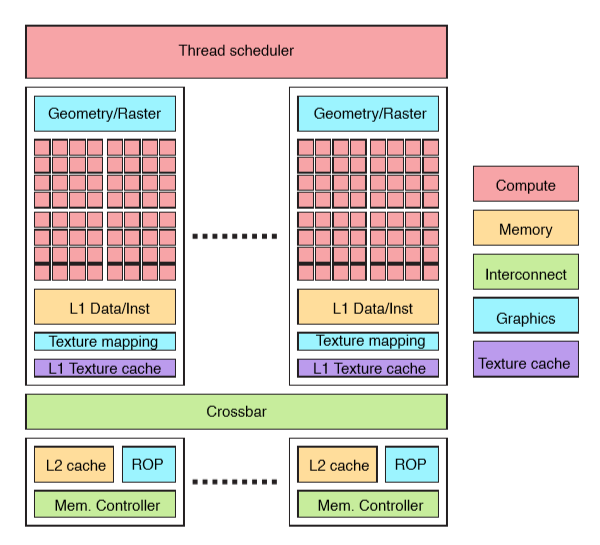 Thread scheduler
Geometry/Raster
Geometry/Raster
L1 Data/Inst
L1 Data/Inst
Texture mapping
Texture mapping
L1 Texture cache
L1 Texture cache
Crossbar
L2 cache
ROP
L2 cache
ROP
Mem. Controller
Mem. Controller
Compute
Memory
Interconnect
Graphics
Texture cache